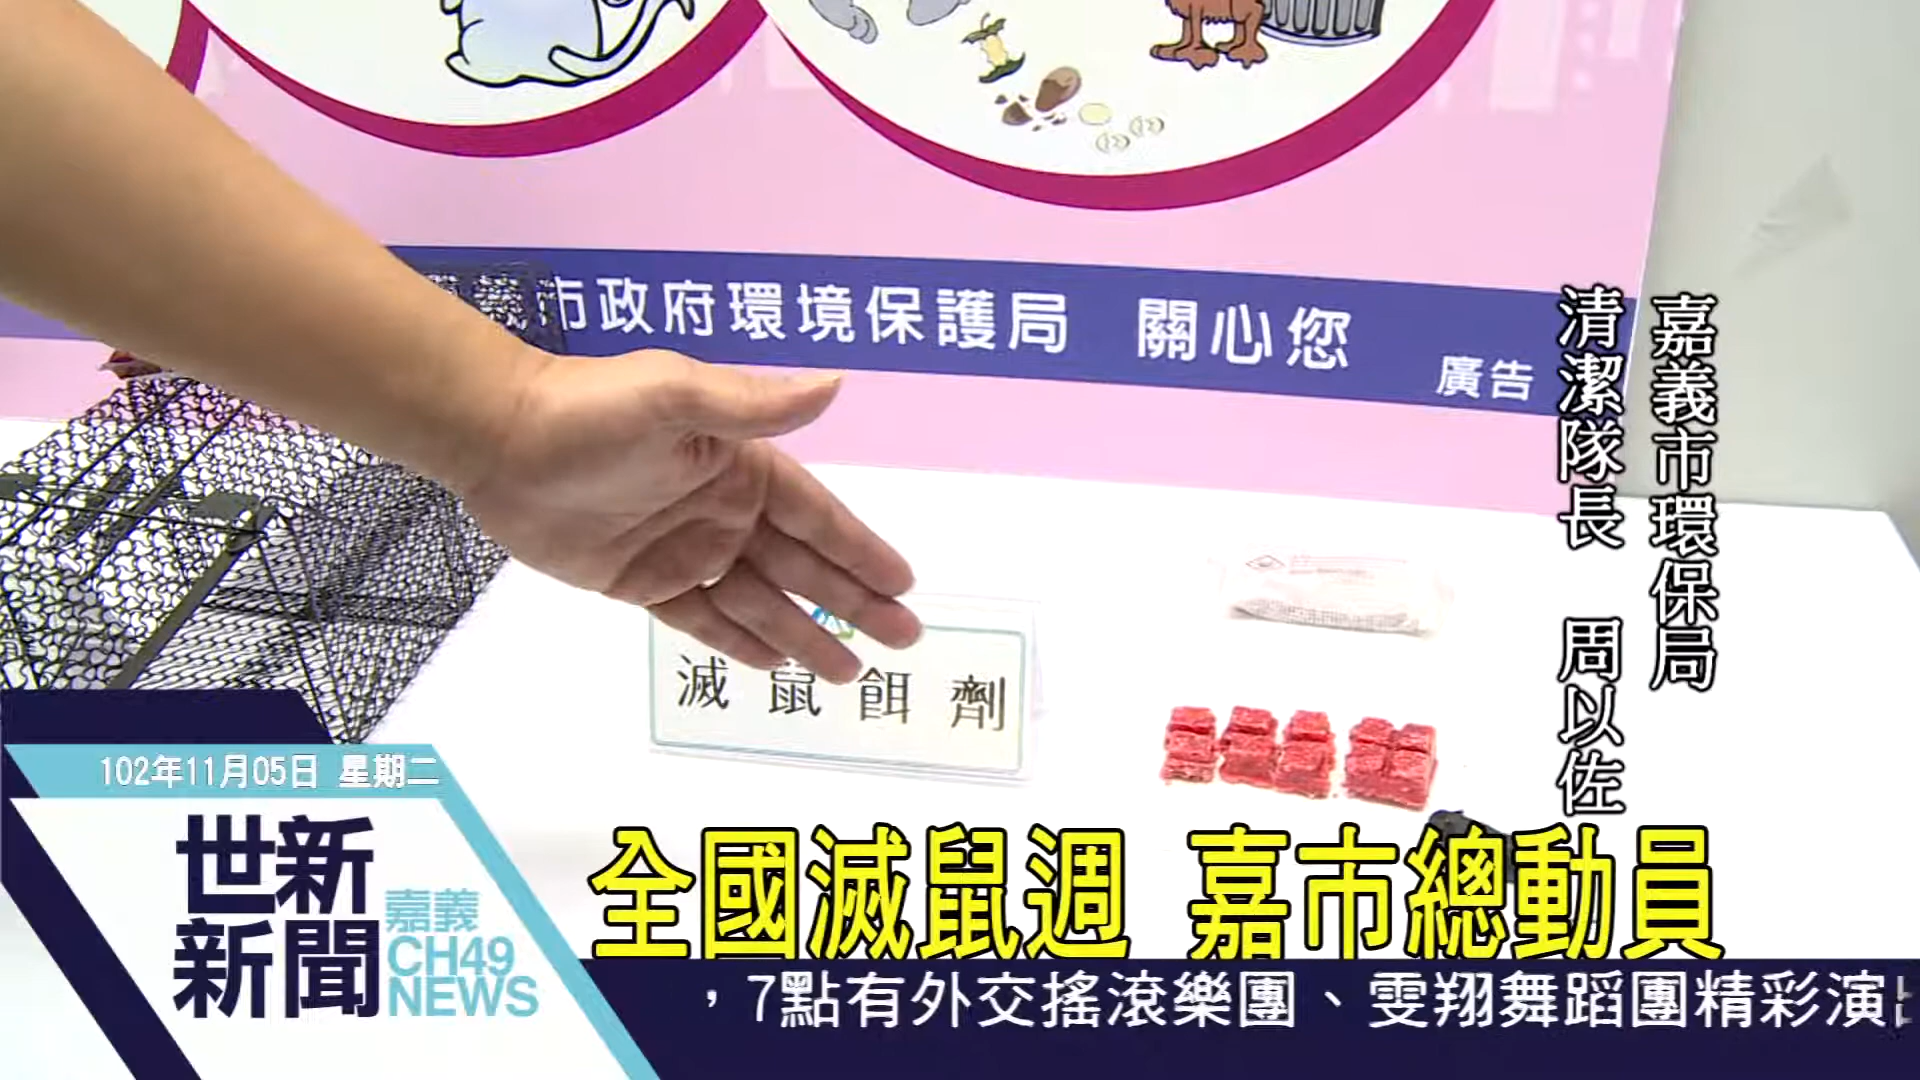 市政府環境保護局 關心您
廣告
嘉義市環保局
清潔隊長 周以佐
滅鼠餌劑
102年11月05日 星期二
世新
新聞
嘉義
CH49
NEWS
全國滅鼠週 嘉市總動員
，7點有外交搖滾樂團、雯翔舞蹈團精彩演